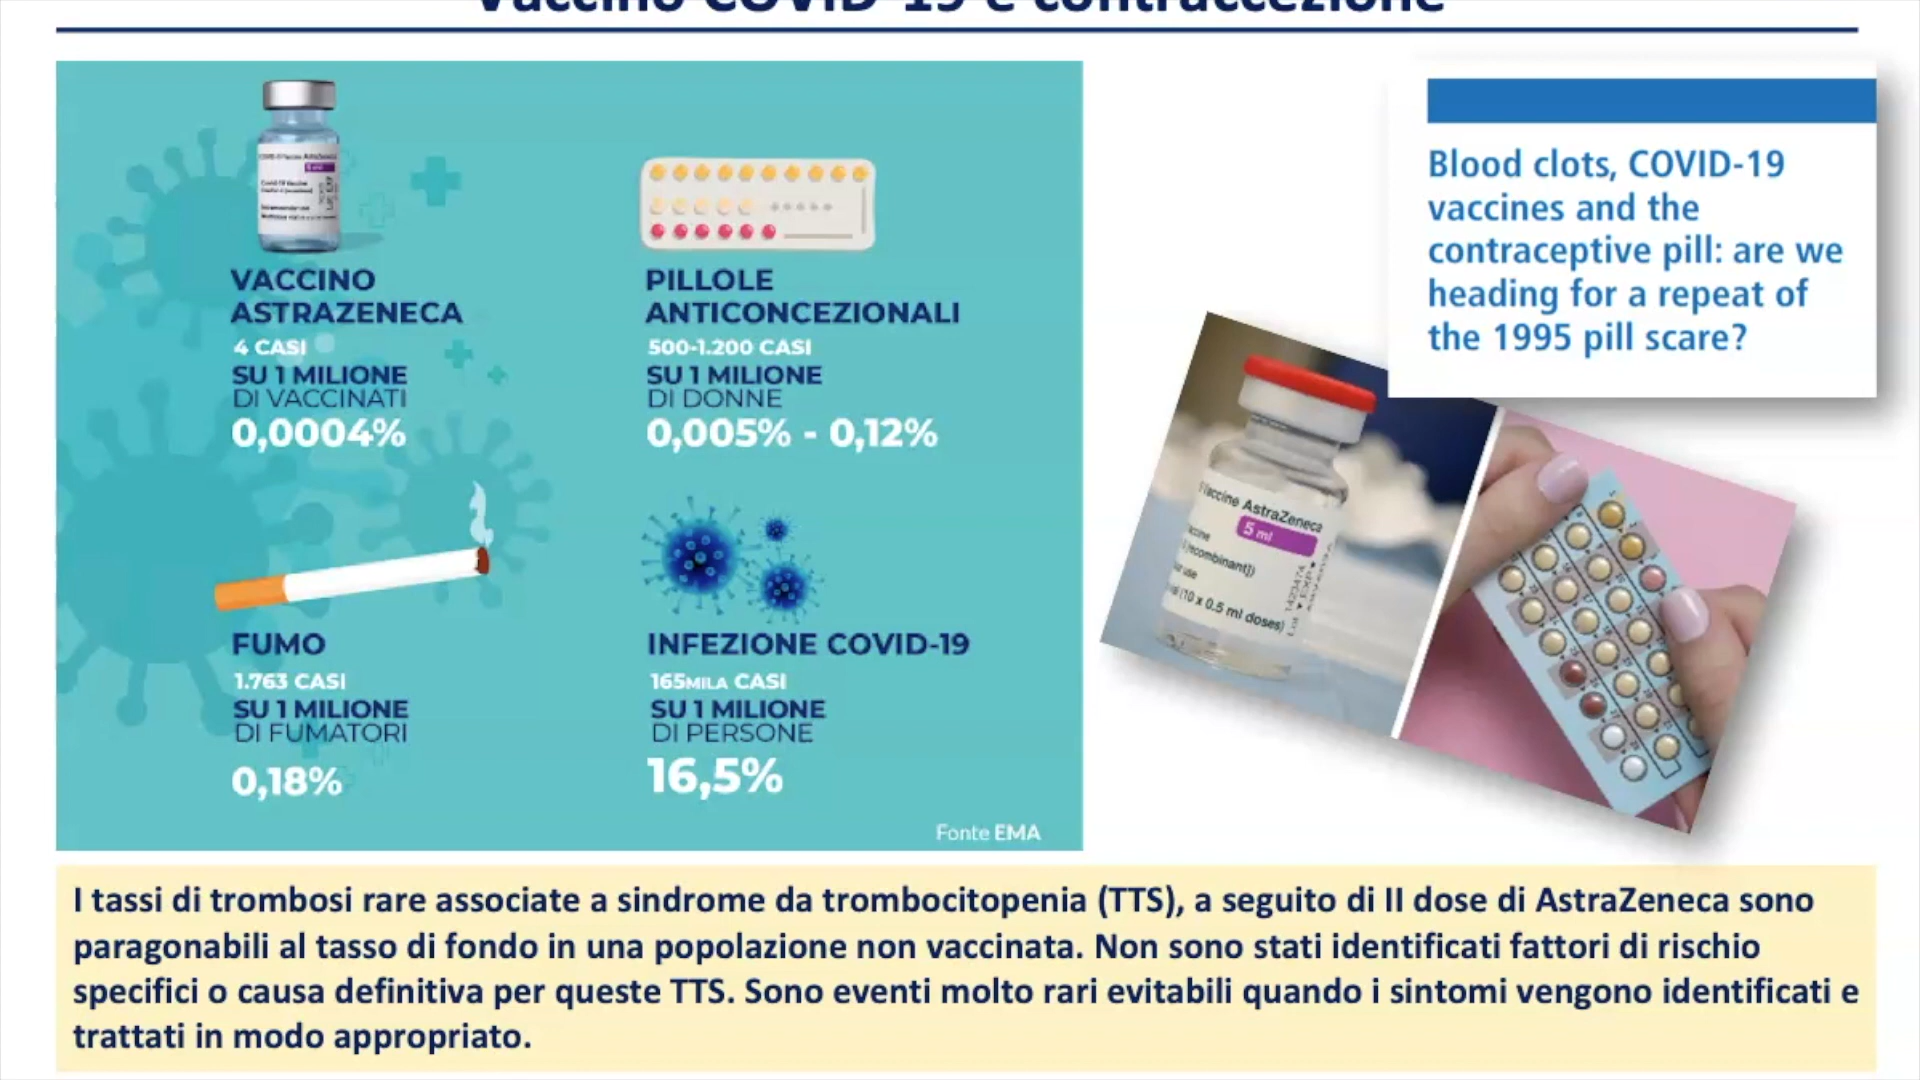 Vaccino COVID-19 e contraccezione
VACCINO
ASTRAZENECA
4 CASI
SU 1 MILIONE
DI VACCINATI
0,0004%
PILLOLE
ANTICONCEZIONALI
500-1.200 CASI
SU 1 MILIONE
DI DONNE
0,005% - 0,12%
FUMO
1.763 CASI
SU 1 MILIONE
DI FUMATORI
0,18%
INFEZIONE COVID-19
165MILA CASI
SU 1 MILIONE
DI PERSONE
16,5%
Fonte EMA
Blood clots, COVID-19
vaccines and the
contraceptive pill: are we
heading for a repeat of
the 1995 pill scare?
Vaccine AstraZeneca
5 ml
(10 x 0.5 ml doses)
I tassi di trombosi rare associate a sindrome da trombocitopenia (TTS), a seguito di II dose di AstraZeneca sono
paragonabili al tasso di fondo in una popolazione non vaccinata. Non sono stati identificati fattori di rischio
specifici o causa definitiva per queste TTS. Sono eventi molto rari evitabili quando i sintomi vengono identificati e
trattati in modo appropriato.